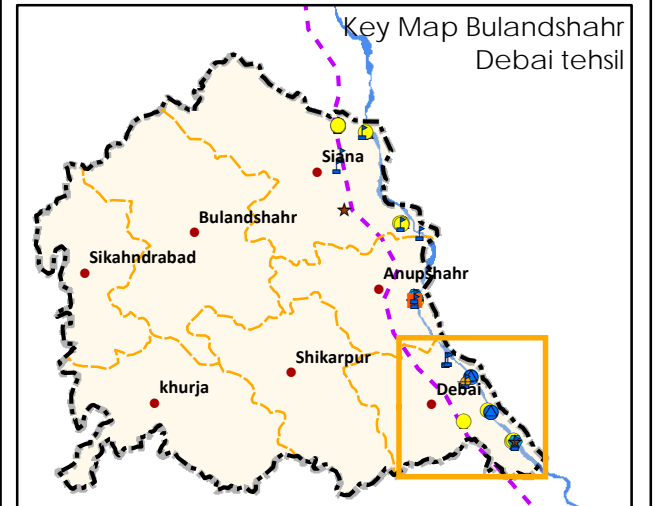 Key Map Bulandshahr
Debai tehsil
Siana
Bulandshahr
Sikahndrabad
Anupshahr
Shikarpur
khurja
Debai